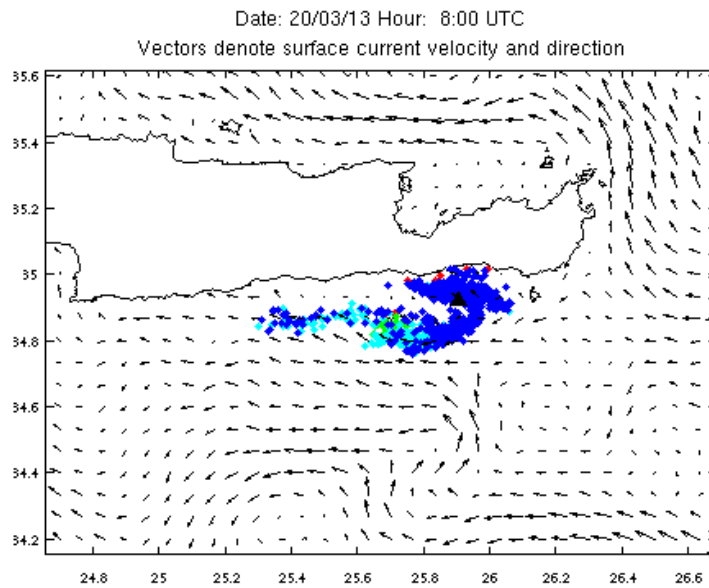 Date: 20/03/13 Hour:  8:00 UTC
Vectors denote surface current velocity and direction
35.6
35.4
35.2
35
34.8
34.6
34.4
34.2
24.8 25 25.2 25.4 25.6 25.8 26 26.2 26.4 26.6